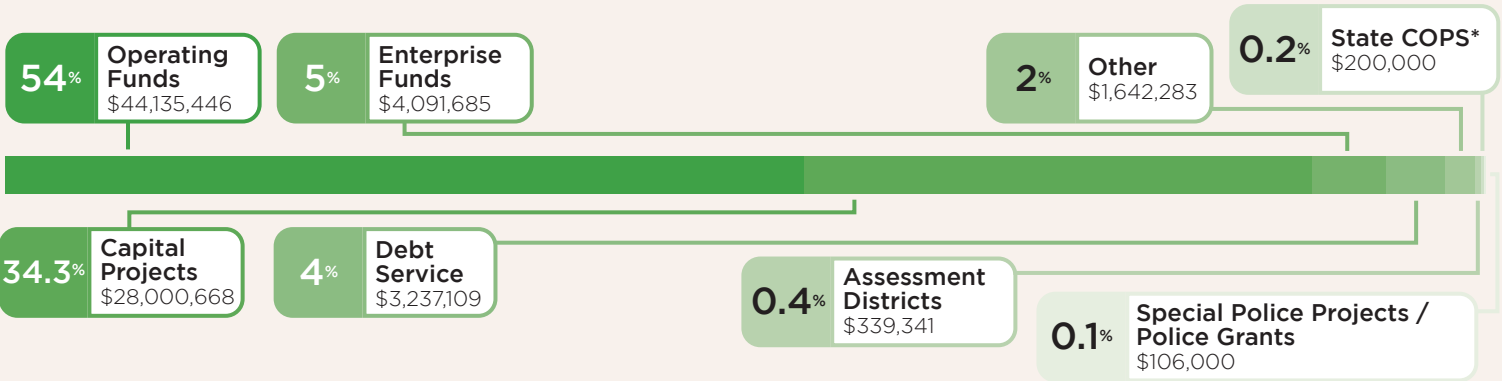 54%
Operating
Funds
$44,135,446
5%
Enterprise
Funds
$4,091,685
2%
Other
$1,642,283
0.2%
State COPS*
$200,000
34.3%
Capital
Projects
$28,000,668
4%
Debt
Service
$3,237,109
0.4%
Assessment
Districts
$339,341
0.1%
Special Police Projects /
Police Grants
$106,000